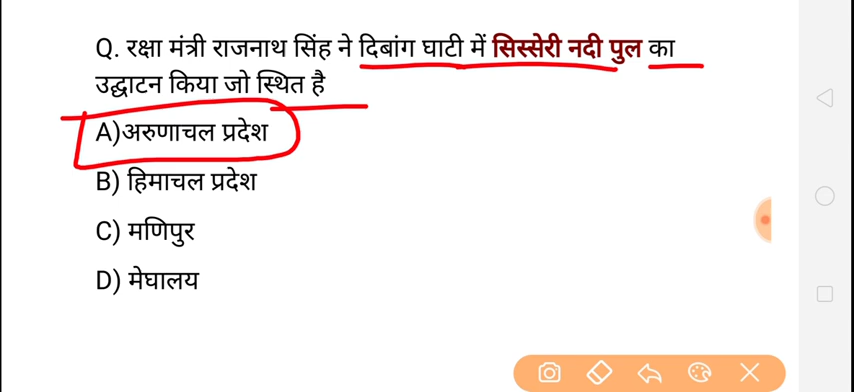 Q. रक्षा मंत्री राजनाथ सिंह ने दिबांग घाटी में सिस्सेरी नदी पुल का
उद्घाटन किया जो स्थित है
A)अरुणाचल प्रदेश
B) हिमाचल प्रदेश
C) मणिपुर
D) मेघालय